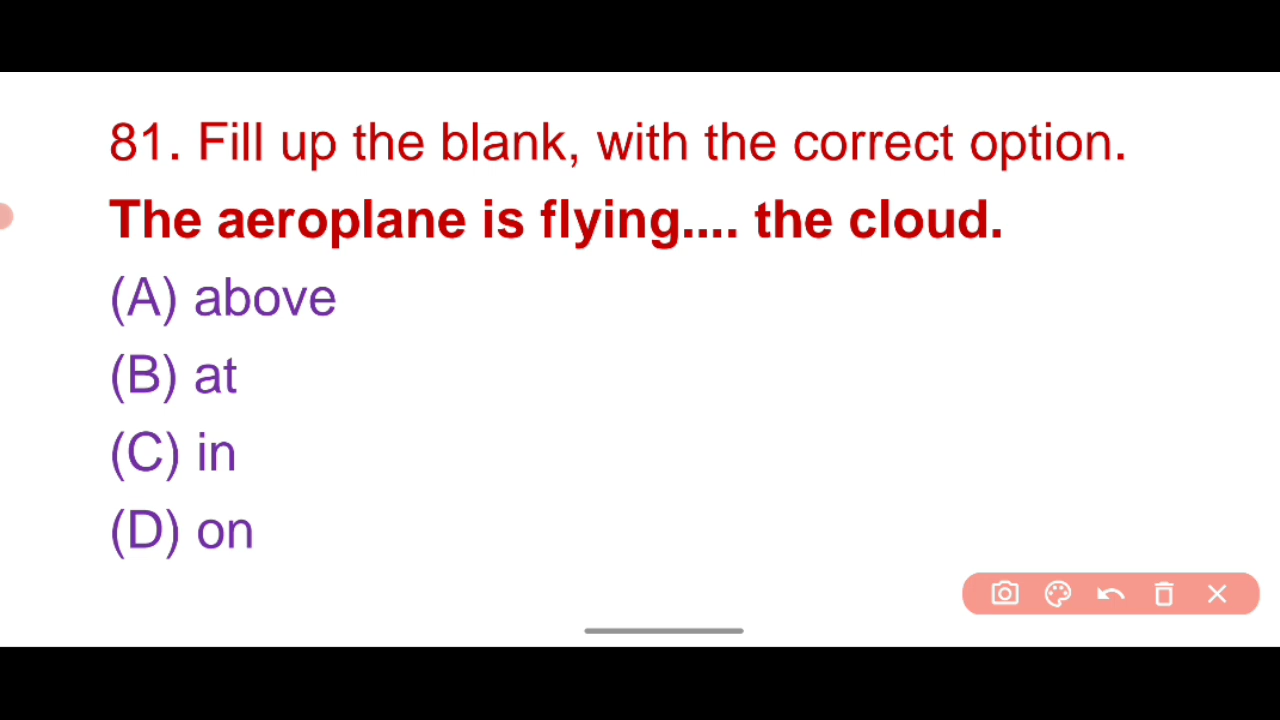 81. Fill up the blank, with the correct option.
The aeroplane is flying.... the cloud.
(A) above
(B) at
(C) in
(D) on